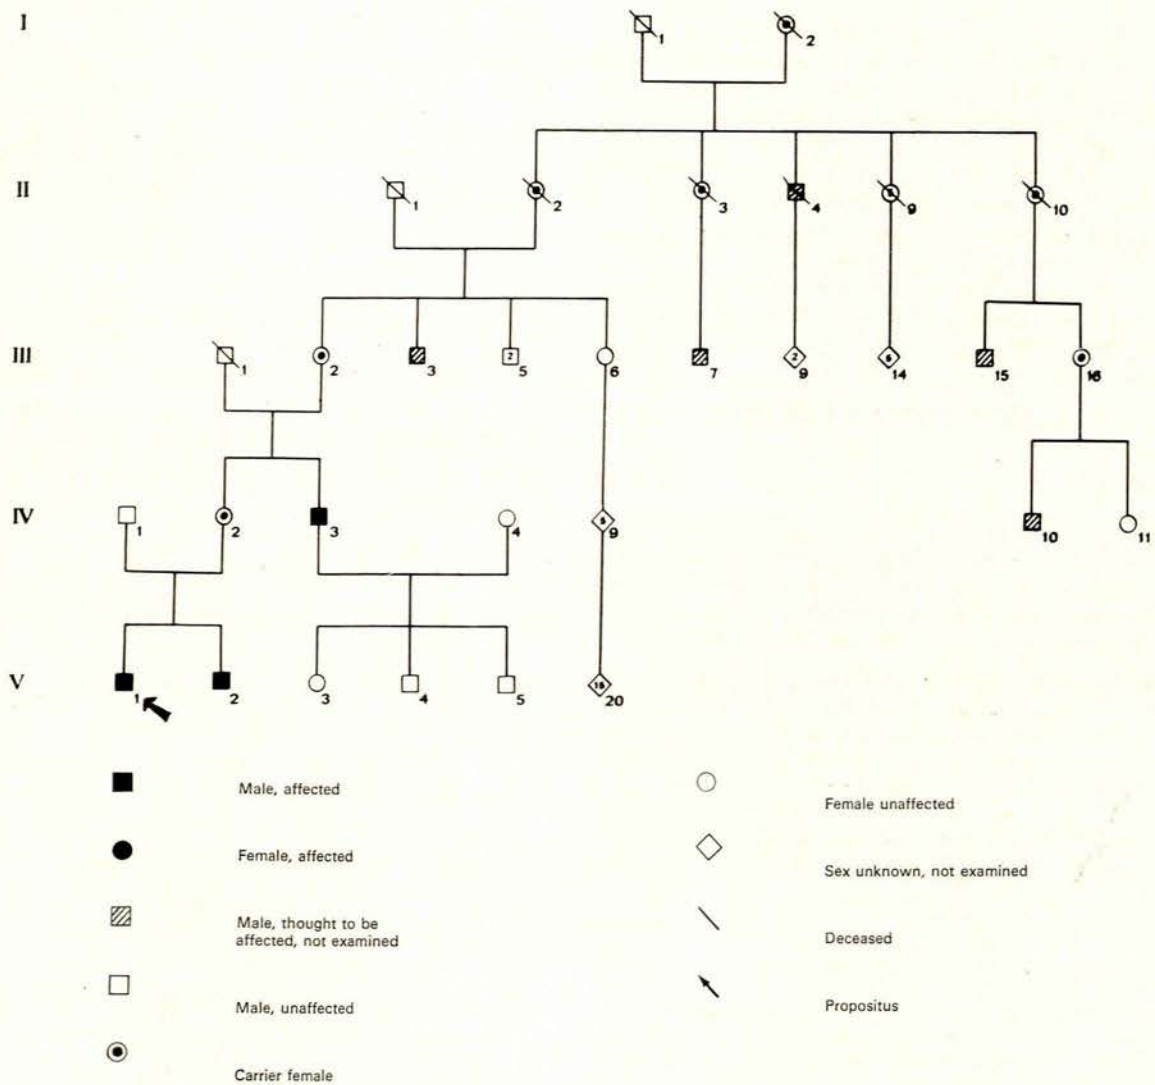 I
1 2
II
1 2 3 4 9 10
III
1 2 3 2 5 6 7 2 9 5 14 15 16
IV
1 2 3 4 5 9 10 11
V
1 2 3 4 5 15 20
Male, affected
Female, affected
Male, thought to be
affected, not examined
Male, unaffected
Carrier female
Female unaffected
Sex unknown, not examined
Deceased
Propositus